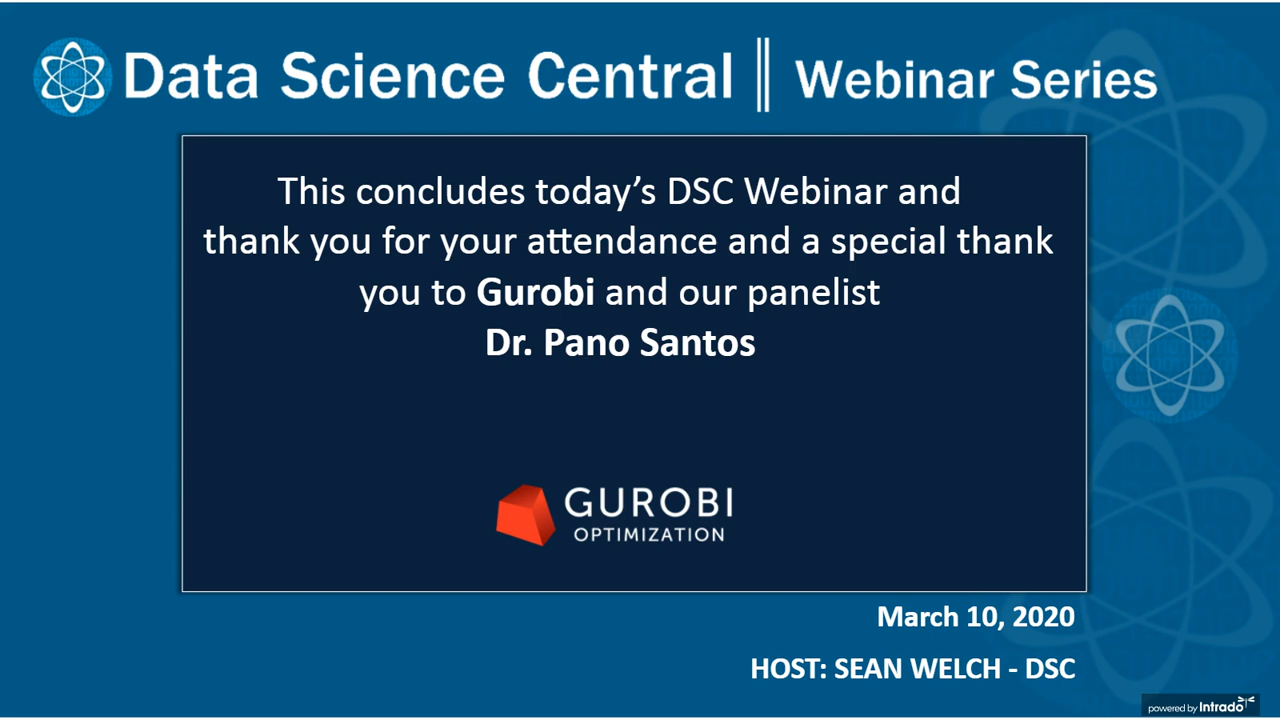 Data Science Central || Webinar Series
This concludes today's DSC Webinar and
thank you for your attendance and a special thank
you to Gurobi and our panelist
Dr. Pano Santos
GUROBI
OPTIMIZATION
March 10, 2020
HOST: SEAN WELCH - DSC
powered by Intrado